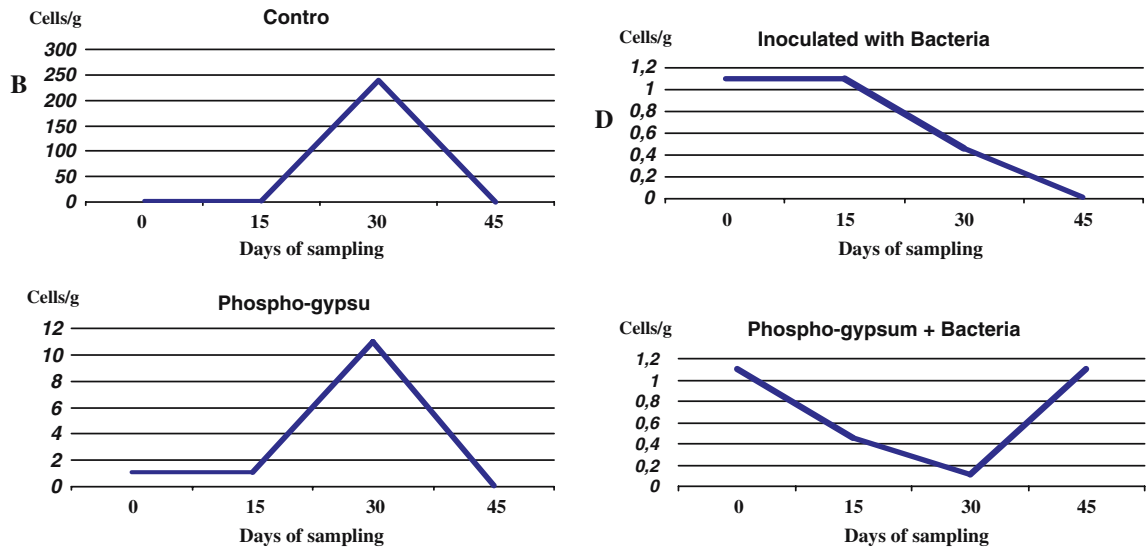 Cells/g
Contro
B
300
250
200
150
100
50
0
0 15 30 45
Days of sampling
Cells/g
Inoculated with Bacteria
D
1,2
1
0,8
0,6
0,4
0,2
0
0 15 30 45
Days of sampling
Cells/g
Phospho-gypsu
12
10
8
6
4
2
0
0 15 30 45
Days of sampling
Cells/g
Phospho-gypsum + Bacteria
1,2
1
0,8
0,6
0,4
0,2
0
0 15 30 45
Days of sampling